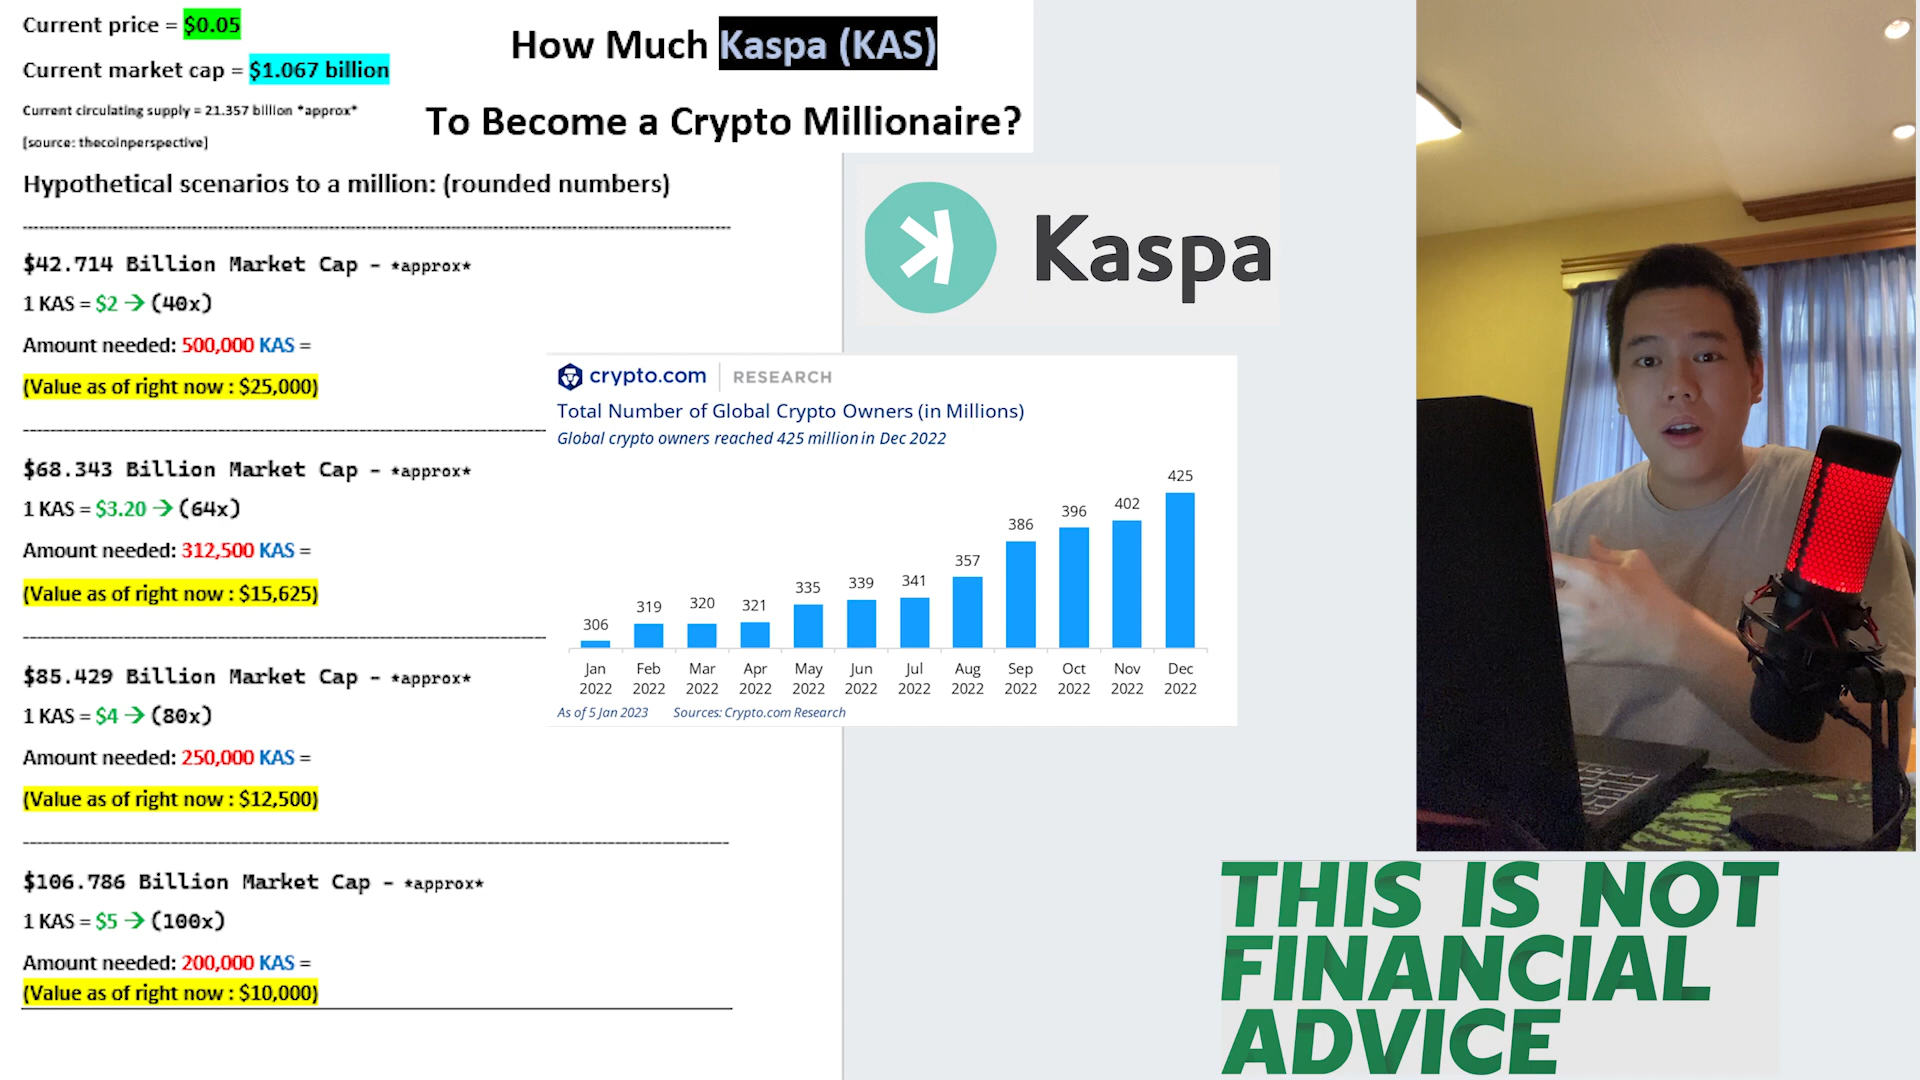 Current price = $0.05
Current market cap = $1.067 billion
Current circulating supply = 21.357 billion *approx*
[source: thecoinperspective]
How Much Kaspa (KAS)
To Become a Crypto Millionaire?
Hypothetical scenarios to a million: (rounded numbers)
$42.714 Billion Market Cap - *approx*
1 KAS = $2 → (40x)
Amount needed: 500,000 KAS =
(Value as of right now : $25,000)
$68.343 Billion Market Cap - *approx*
1 KAS = $3.20 → (64x)
Amount needed: 312,500 KAS =
(Value as of right now : $15,625)
$85.429 Billion Market Cap - *approx*
1 KAS = $4 → (80x)
Amount needed: 250,000 KAS =
(Value as of right now : $12,500)
$106.786 Billion Market Cap - *approx*
1 KAS = $5 → (100x)
Amount needed: 200,000 KAS =
(Value as of right now : $10,000)
Kaspa
crypto.com | RESEARCH
Total Number of Global Crypto Owners (in Millions)
Global crypto owners reached 425 million in Dec 2022
306 319 320 321 335 339 341 357 386 396 402 425
Jan Feb Mar Apr May Jun Jul Aug Sep Oct Nov Dec
2022 2022 2022 2022 2022 2022 2022 2022 2022 2022 2022 2022
As of 5 Jan 2023 Sources: Crypto.com Research
THIS IS NOT
FINANCIAL
ADVICE